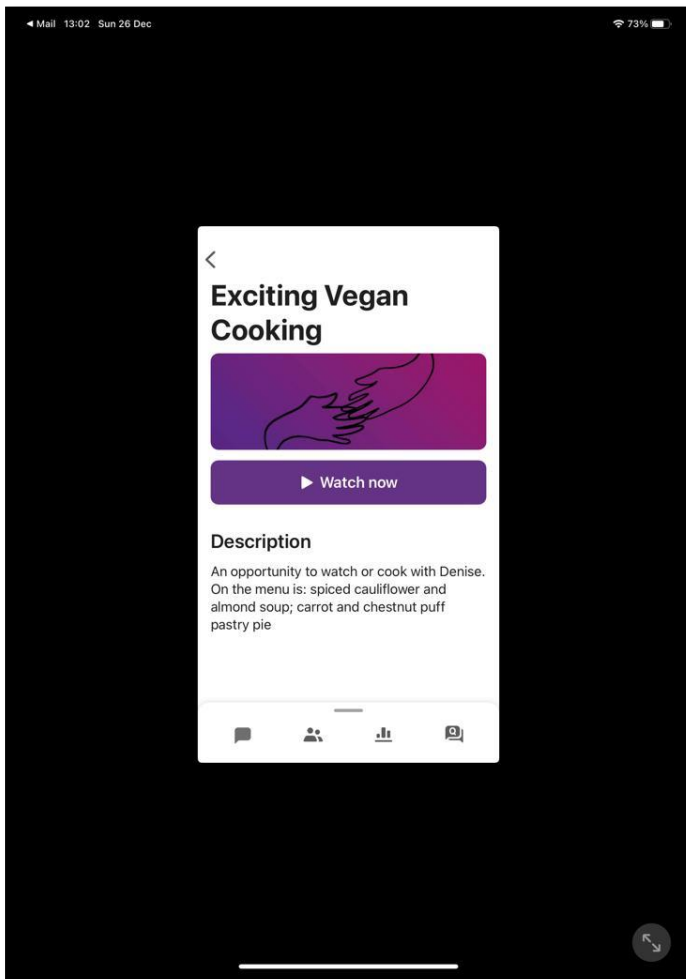 Mail 13:02 Sun 26 Dec 73%
Exciting Vegan
Cooking
Watch now
Description
An opportunity to watch or cook with Denise.
On the menu is: spiced cauliflower and
almond soup; carrot and chestnut puff
pastry pie
Q